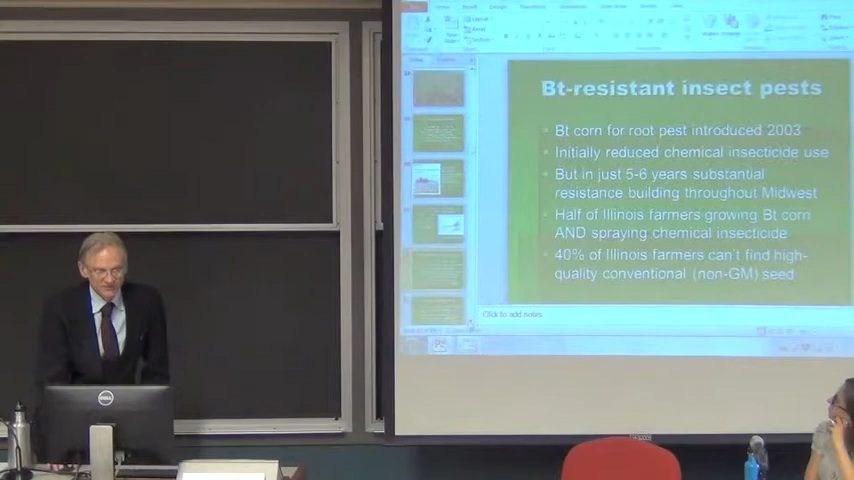 Bt-resistant insect pests
• Bt corn for root pest introduced 2003
• Initially reduced chemical insecticide use
• But in just 5-6 years substantial
resistance building throughout Midwest
• Half of Illinois farmers growing Bt corn
AND spraying chemical insecticide
• 40% of Illinois farmers can't find high-
quality conventional (non-GM) seed
Click to add notes
DELL